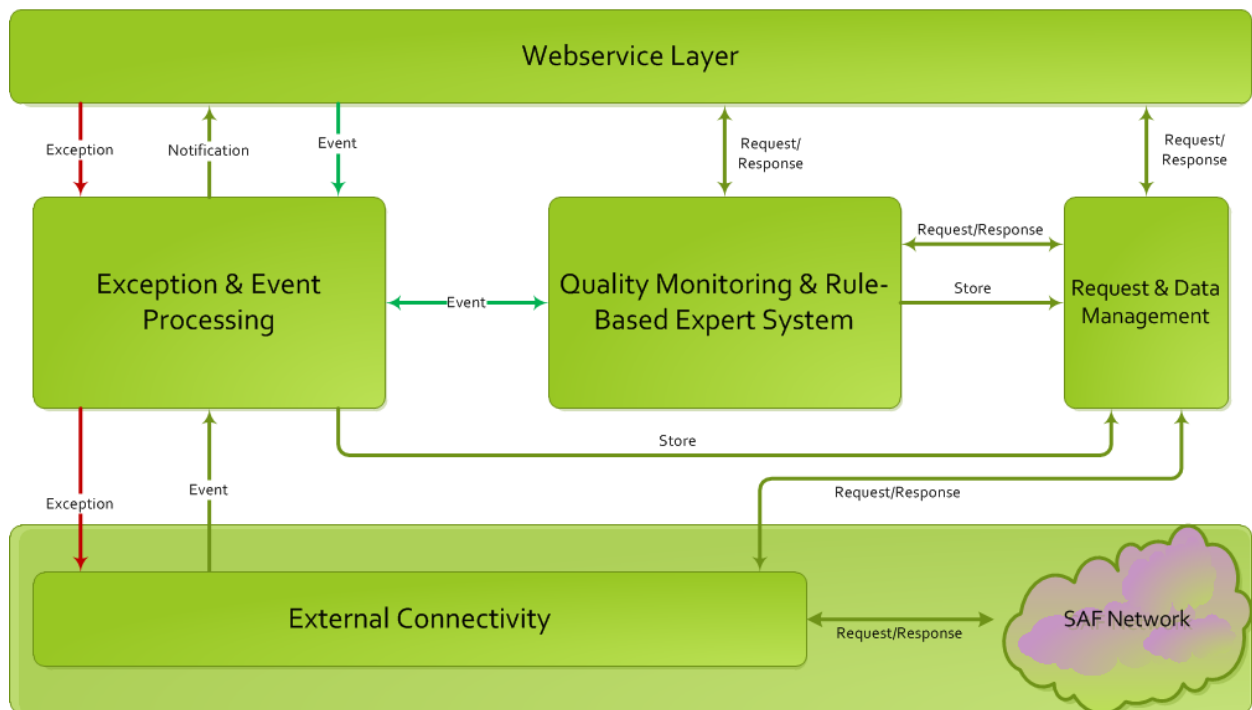 Webservice Layer
Exception
Notification
Event
Request/
Response
Request/
Response
Exception & Event
Processing
Event
Quality Monitoring & Rule-
Based Expert System
Request/Response
Store
Request & Data
Management
Store
Exception
Event
Request/Response
External Connectivity
Request/Response
SAF Network